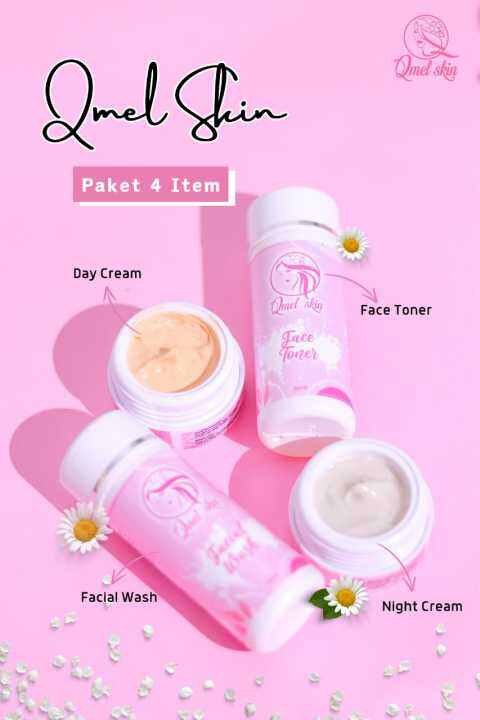 Qmel skin
Qmel Skin
Paket 4 Item
Day Cream
Qmel skin
Face
Toner
Face Toner
Qmel skin
Facial
Wash
Facial Wash
Night Cream